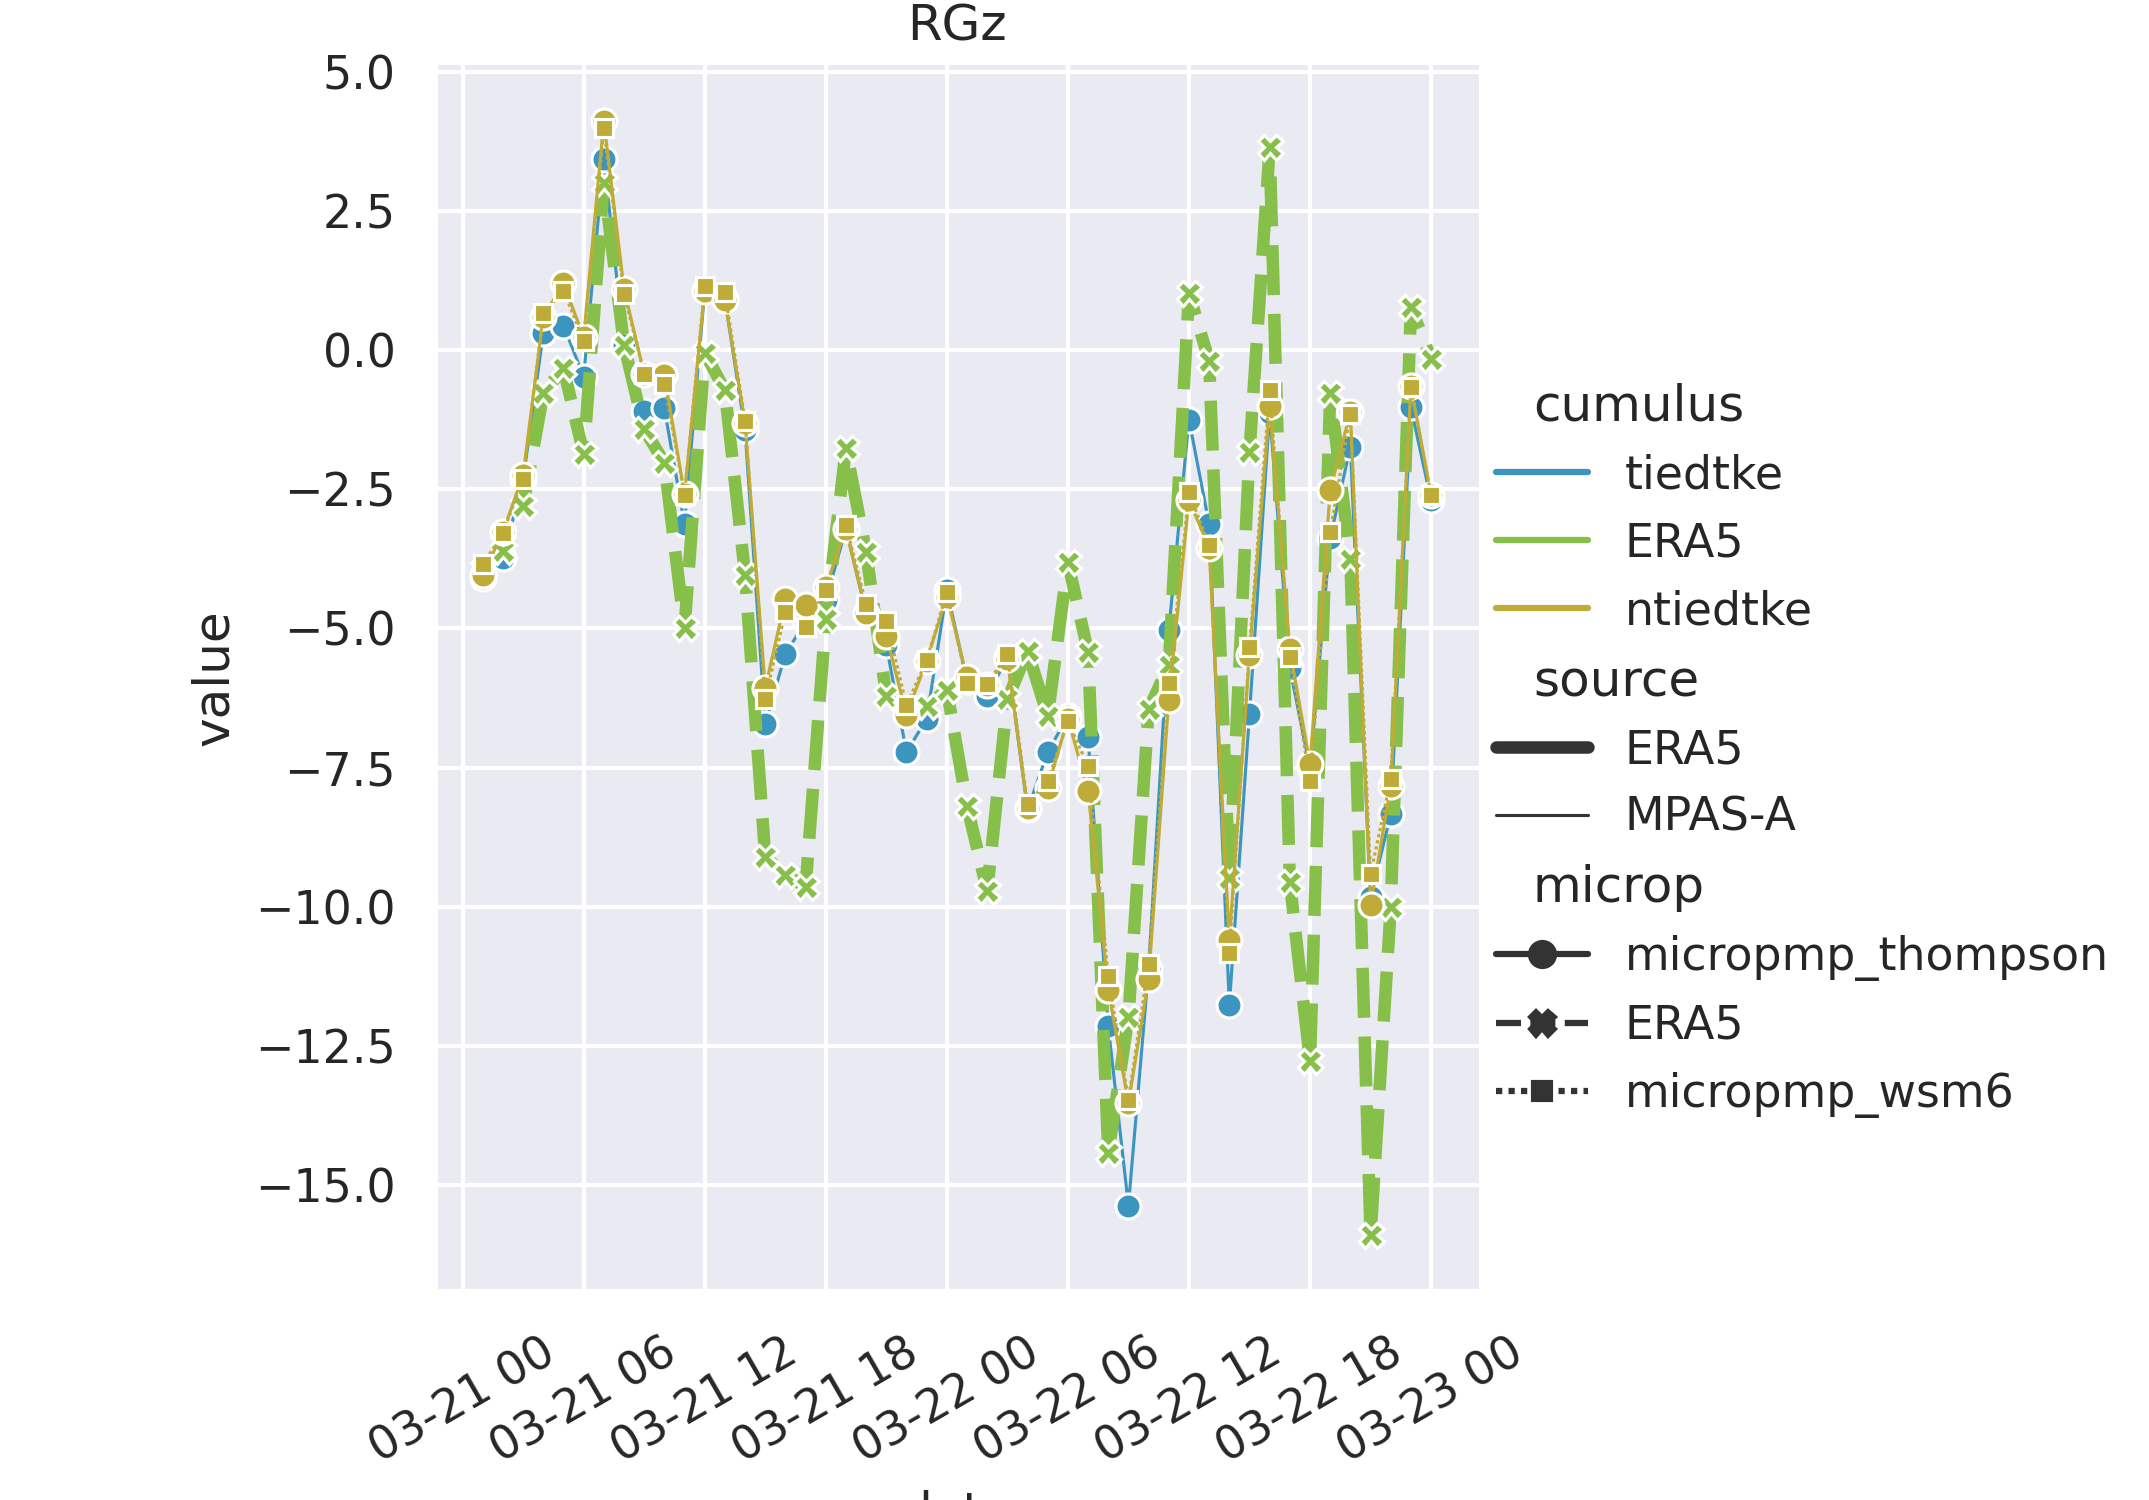 RGz
5.0
2.5
0.0
−2.5
−5.0
−7.5
−10.0
−12.5
−15.0
value
03-21 00
03-21 06
03-21 12
03-21 18
03-22 00
03-22 06
03-22 12
03-22 18
03-23 00
cumulus
tiedtke
ERA5
ntiedtke
source
ERA5
MPAS-A
microp
micropmp_thompson
ERA5
micropmp_wsm6